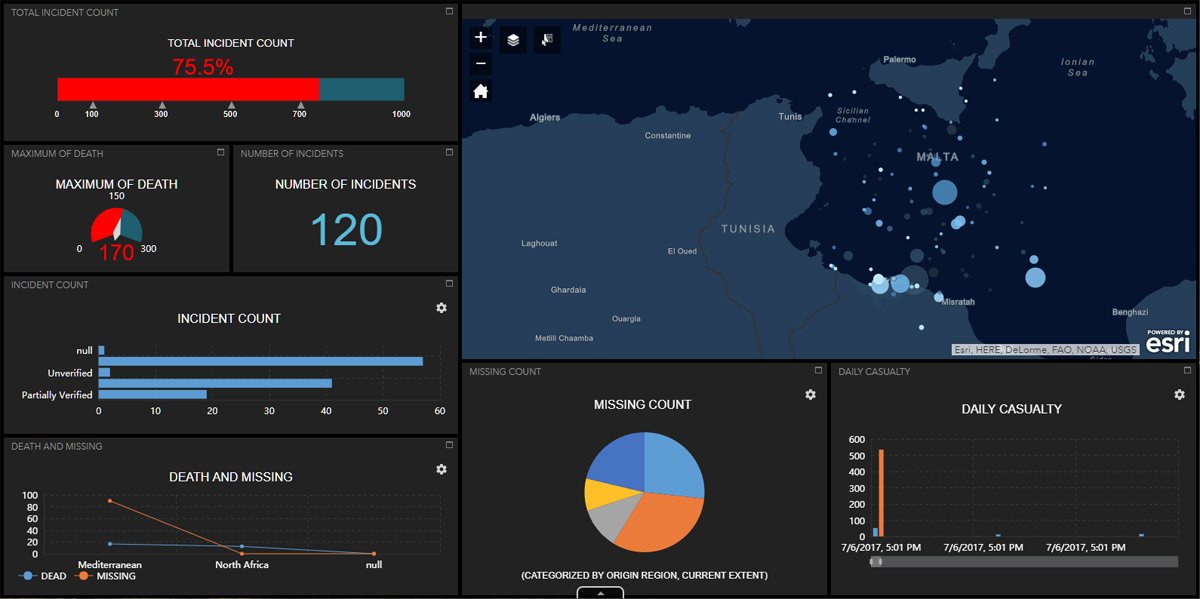 TOTAL INCIDENT COUNT
TOTAL INCIDENT COUNT
75.5%
0 100 300 500 700 1000
MAXIMUM OF DEATH
MAXIMUM OF DEATH
150
0 170 300
NUMBER OF INCIDENTS
NUMBER OF INCIDENTS
120
INCIDENT COUNT
INCIDENT COUNT
null
Unverified
Partially Verified
0 10 20 30 40 50 60
DEATH AND MISSING
DEATH AND MISSING
100
80
60
40
20
0
Mediterranean North Africa null
DEAD MISSING
+
−
Mediterranean
Sea
Palermo
Ionian
Sea
Algiers
Tunis
Sicilian
Channel
Constantine
MALTA
TUNISIA
Laghouat
El Oued
Ghardaia
Misratah
Ouargla
Benghazi
Metlili Chaamba
POWERED BY
esri
Esri, HERE, DeLorme, FAO, NOAA, USGS
MISSING COUNT
MISSING COUNT
(CATEGORIZED BY ORIGIN REGION, CURRENT EXTENT)
DAILY CASUALTY
DAILY CASUALTY
600
500
400
300
200
100
0
7/6/2017, 5:01 PM 7/6/2017, 5:01 PM 7/6/2017, 5:01 PM